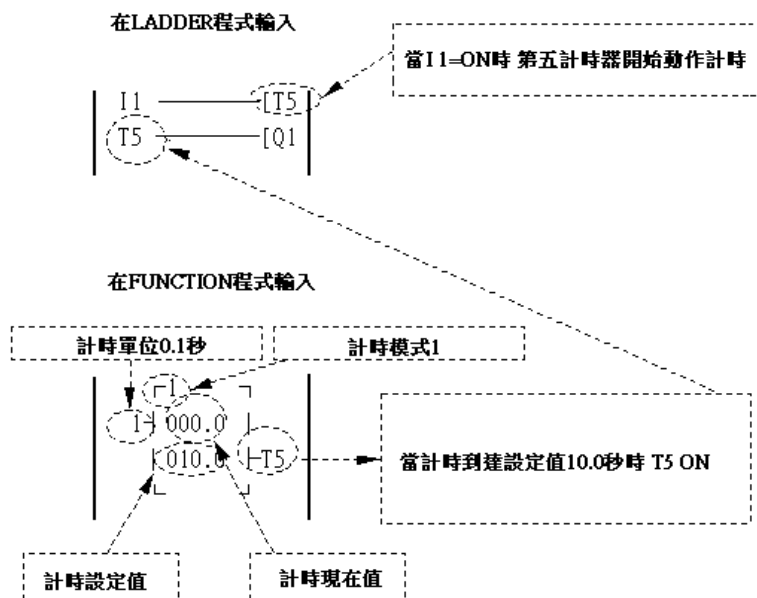 在LADDER程式輸入
當I1=ON時 第五計時器開始動作計時
I1 [T5
T5 [Q1
在FUNCTION程式輸入
計時單位0.1秒
計時模式1
1
1 000.0
010.0 T5
當計時到達設定值10.0秒時 T5 ON
計時設定值
計時現在值